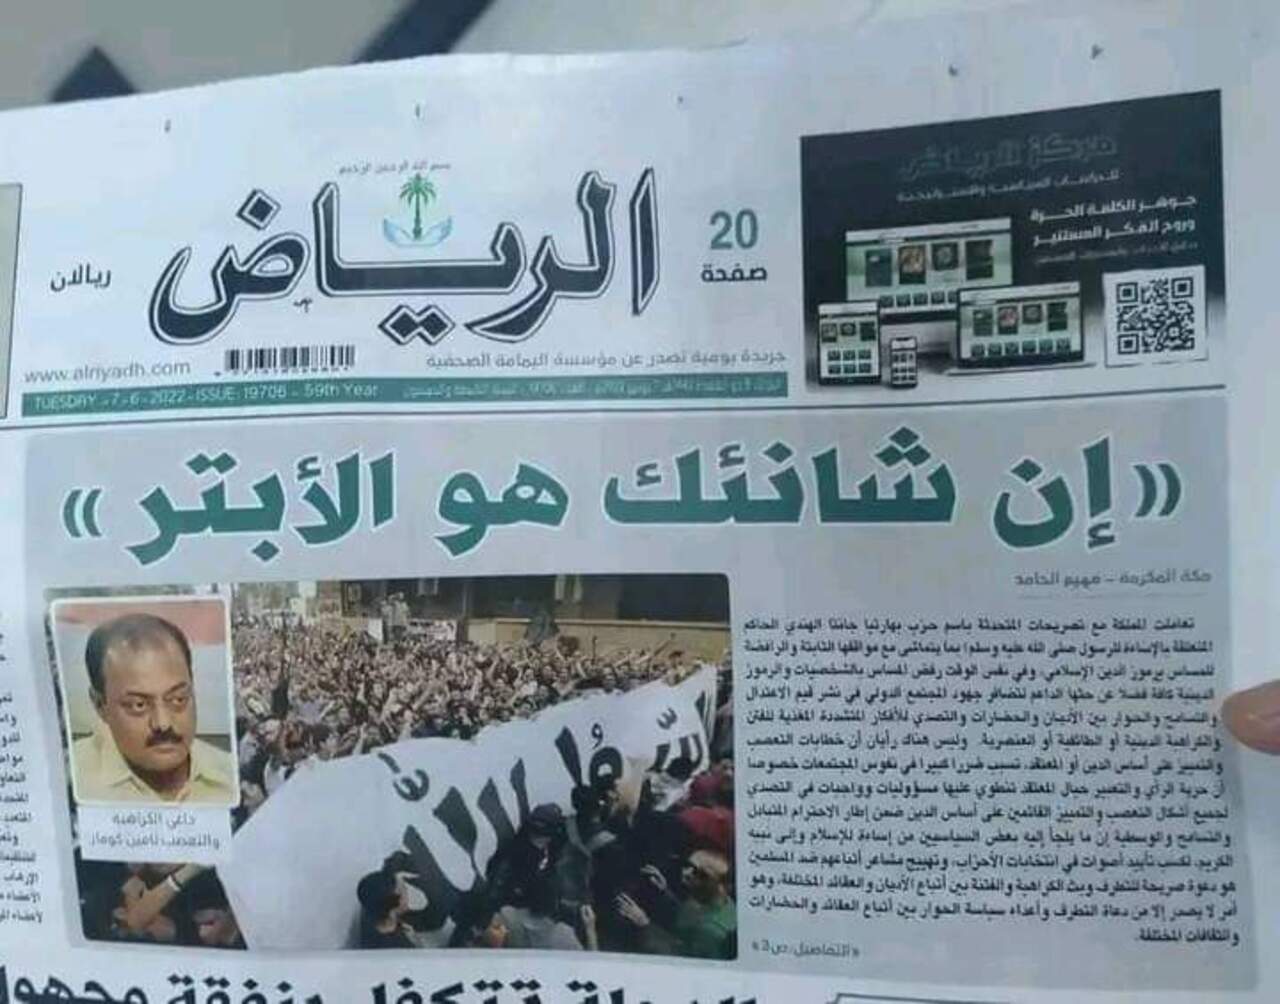 بسم الله الرحمن الرحيم
الرياض
20
صفحة
ريالان
مركز الرياض
للدراسات السياسية والاستراتيجية
جوهر الكلمة الحرة
وروح الفكر المستنير
www.alriyadh.com
جريدة يومية تصدر عن مؤسسة اليمامة الصحفية
TUESDAY - 7 - 6 - 2022 - ISSUE: 19706 - 59th Year
«إن شانئك هو الأبتر»
مكة المكرمة - فهيم الحامد
تعاملت المملكة مع تصريحات المتحدثة باسم حزب بهارتيا جاناتا الهندي الحاكم
المتعلقة بالإساءة للرسول صلى الله عليه وسلم؛ بما يتماشى مع مواقفها الثابتة والرافضة
للمساس برموز الدين الإسلامي، وفي نفس الوقت رفض المساس بالشخصيات والرموز
الدينية كافة فضلا عن حثها الداعم لتضافر جهود المجتمع الدولي في نشر قيم الاعتدال
والتسامح والحوار بين الأديان والحضارات والتصدي للأفكار المتشددة المغذية للفتن
والكراهية الدينية أو الطائفية أو العنصرية. وليس هناك رأيان أن خطابات التعصب
والتمييز على أساس الدين أو المعتقد، تسبب ضررا كبيرا في نفوس المجتمعات خصوصا
أن حرية الرأي والتعبير حيال المعتقد تنطوي عليها مسؤوليات وواجبات في التصدي
لجميع أشكال التعصب والتمييز القائمين على أساس الدين ضمن إطار الاحترام المتبادل
والتسامح والوسطية إن ما يلجأ إليه بعض السياسيين من إساءة للإسلام وإلى نبيه
الكريم، لكسب تأييد أصوات في انتخابات الأحزاب، وتهييج مشاعر أتباعهم ضد المسلمين
هو دعوة صريحة للتطرف وبث الكراهية والفتنة بين أتباع الأديان والعقائد المختلفة، وهو
أمر لا يصدر إلا من دعاة التطرف وأعداء سياسة الحوار بين أتباع العقائد والحضارات
والثقافات المختلفة.
«التفاصيل، ص3»
رسول الله
داعي الكراهية
والتعصب نافين كومار